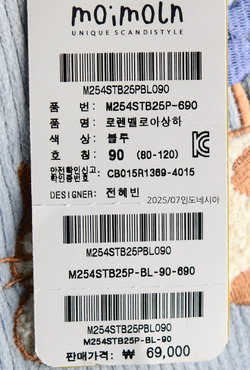 moimoln
UNIQUE SCANDISTYLE
M254STB25PBL090
품 번: M254STB25P-690
품 명: 로렌멜로아상하
색 상: 블루
호 칭: 90 (80-120)
안전확인신고
확인증번호: CB015R1369-4015
DESIGNER: 전혜빈
2025/07인도네시아
M254STB25PBL090
M254STB25P-BL-90-690
M254STB25PBL090
M254STB25P-BL-90
판매가격: ₩ 69,000